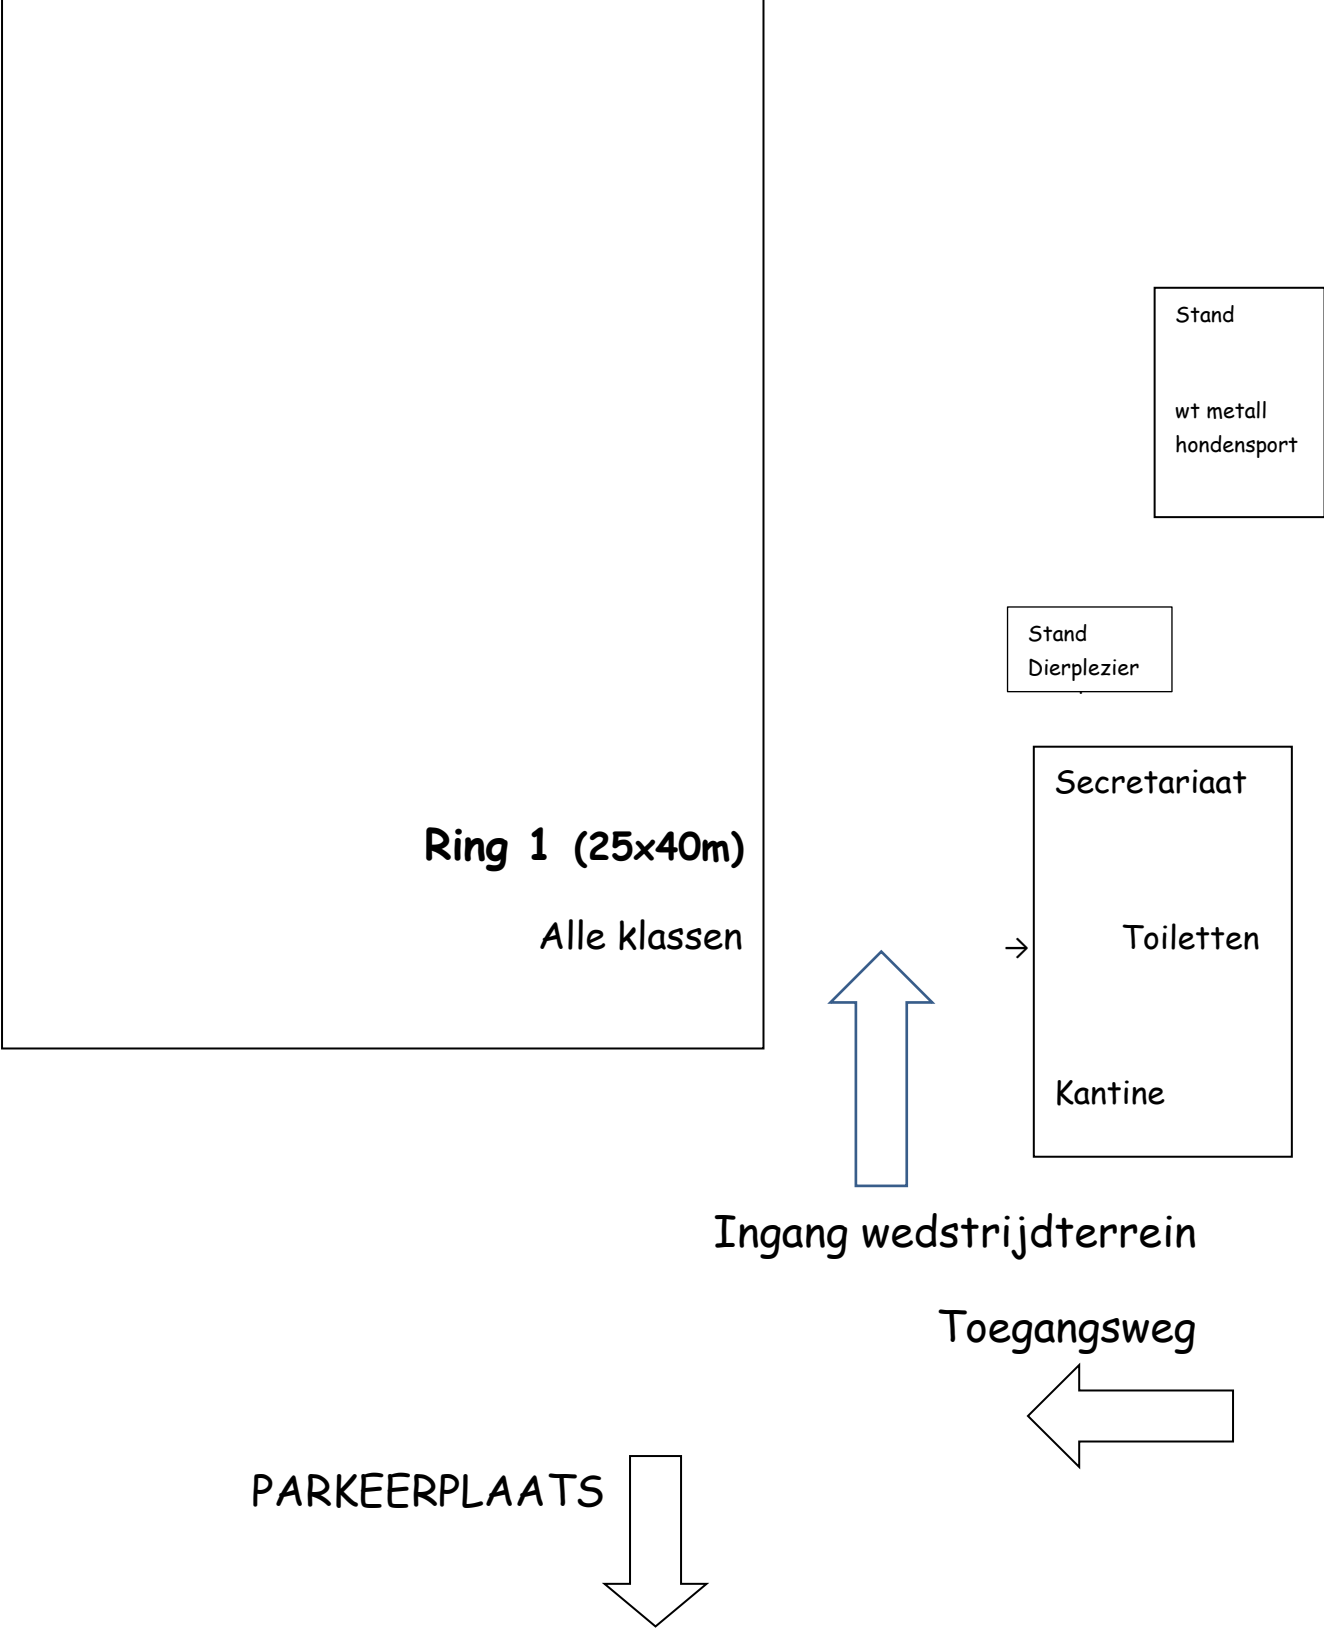 Stand
wt metall
hondensport
Stand
Dierplezier
Secretariaat
Ring 1 (25x40m)
Alle klassen
→
Toiletten
Kantine
Ingang wedstrijdterrein
Toegangsweg
PARKEERPLAATS